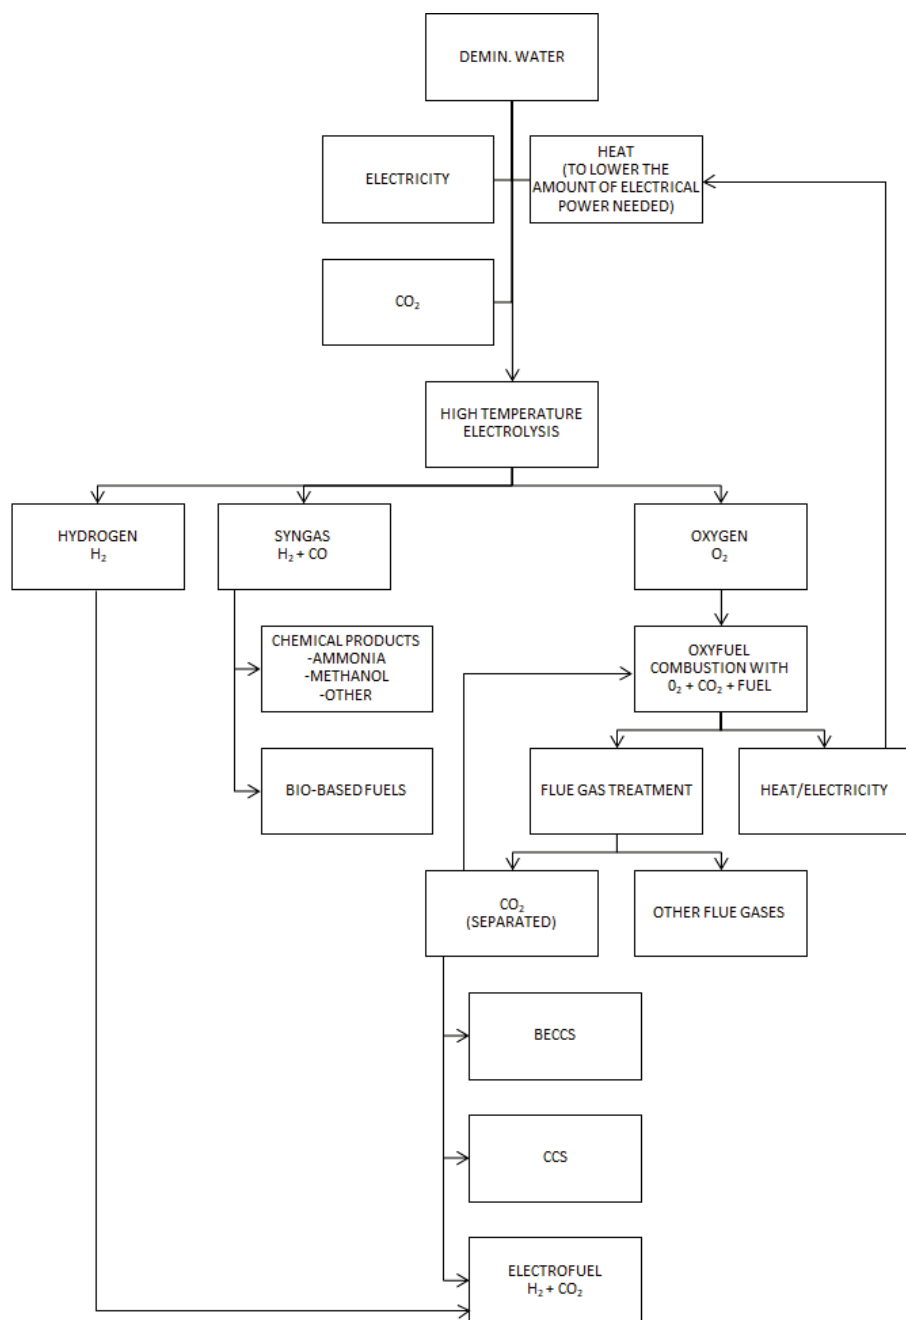 DEMIN. WATER
ELECTRICITY
HEAT
(TO LOWER THE
AMOUNT OF ELECTRICAL
POWER NEEDED)
CO₂
HIGH TEMPERATURE
ELECTROLYSIS
HYDROGEN
H₂
SYNGAS
H₂ + CO
OXYGEN
O₂
CHEMICAL PRODUCTS
-AMMONIA
-METHANOL
-OTHER
OXYFUEL
COMBUSTION WITH
0₂ + CO₂ + FUEL
BIO-BASED FUELS
FLUE GAS TREATMENT
HEAT/ELECTRICITY
CO₂
(SEPARATED)
OTHER FLUE GASES
BECCS
CCS
ELECTROFUEL
H₂ + CO₂